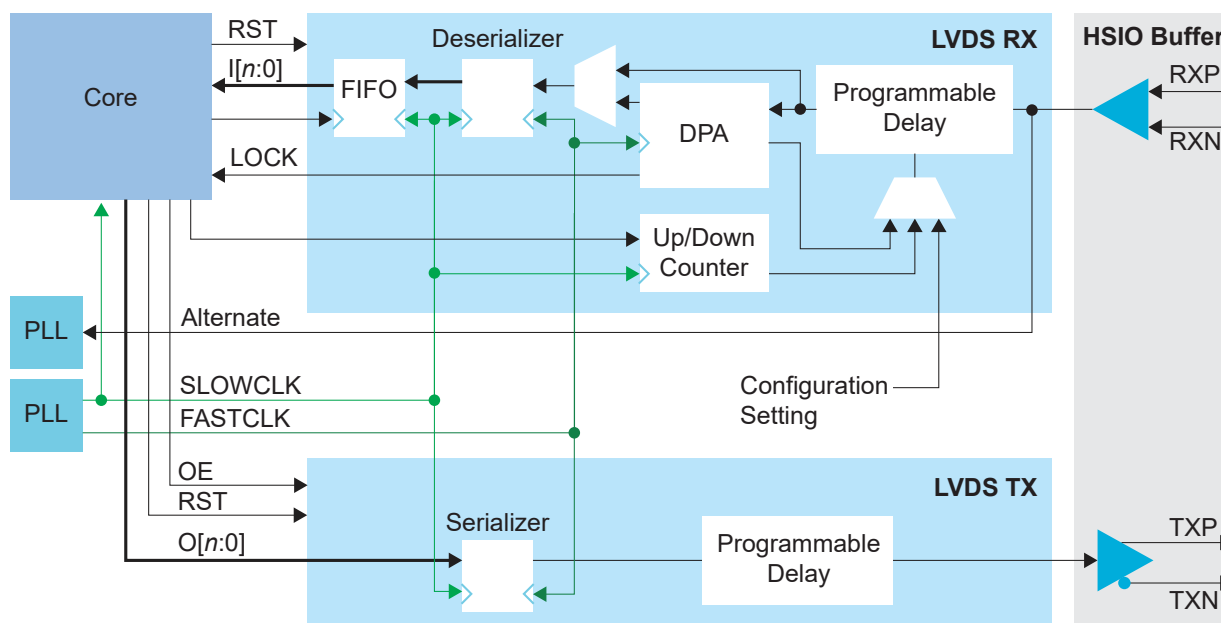 RST
Deserializer
LVDS RX
HSIO Buffer
I[n:0]
RXP
Core
FIFO
Programmable
Delay
DPA
RXN
LOCK
Up/Down
Counter
Alternate
PLL
SLOWCLK
Configuration
Setting
PLL
FASTCLK
OE
LVDS TX
RST
Serializer
TXP
O[n:0]
Programmable
Delay
TXN